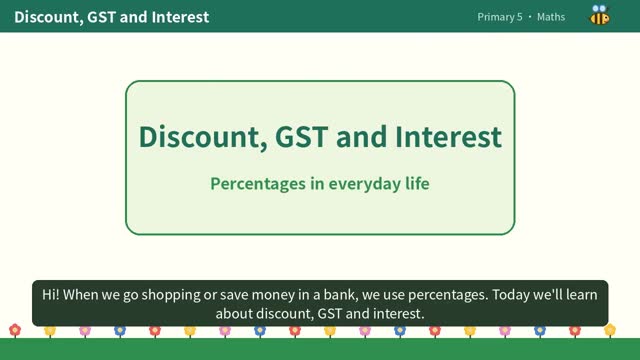 Discount, GST and Interest
Primary 5 • Maths
Discount, GST and Interest
Percentages in everyday life
Hi! When we go shopping or save money in a bank, we use percentages. Today we'll learn
about discount, GST and interest.